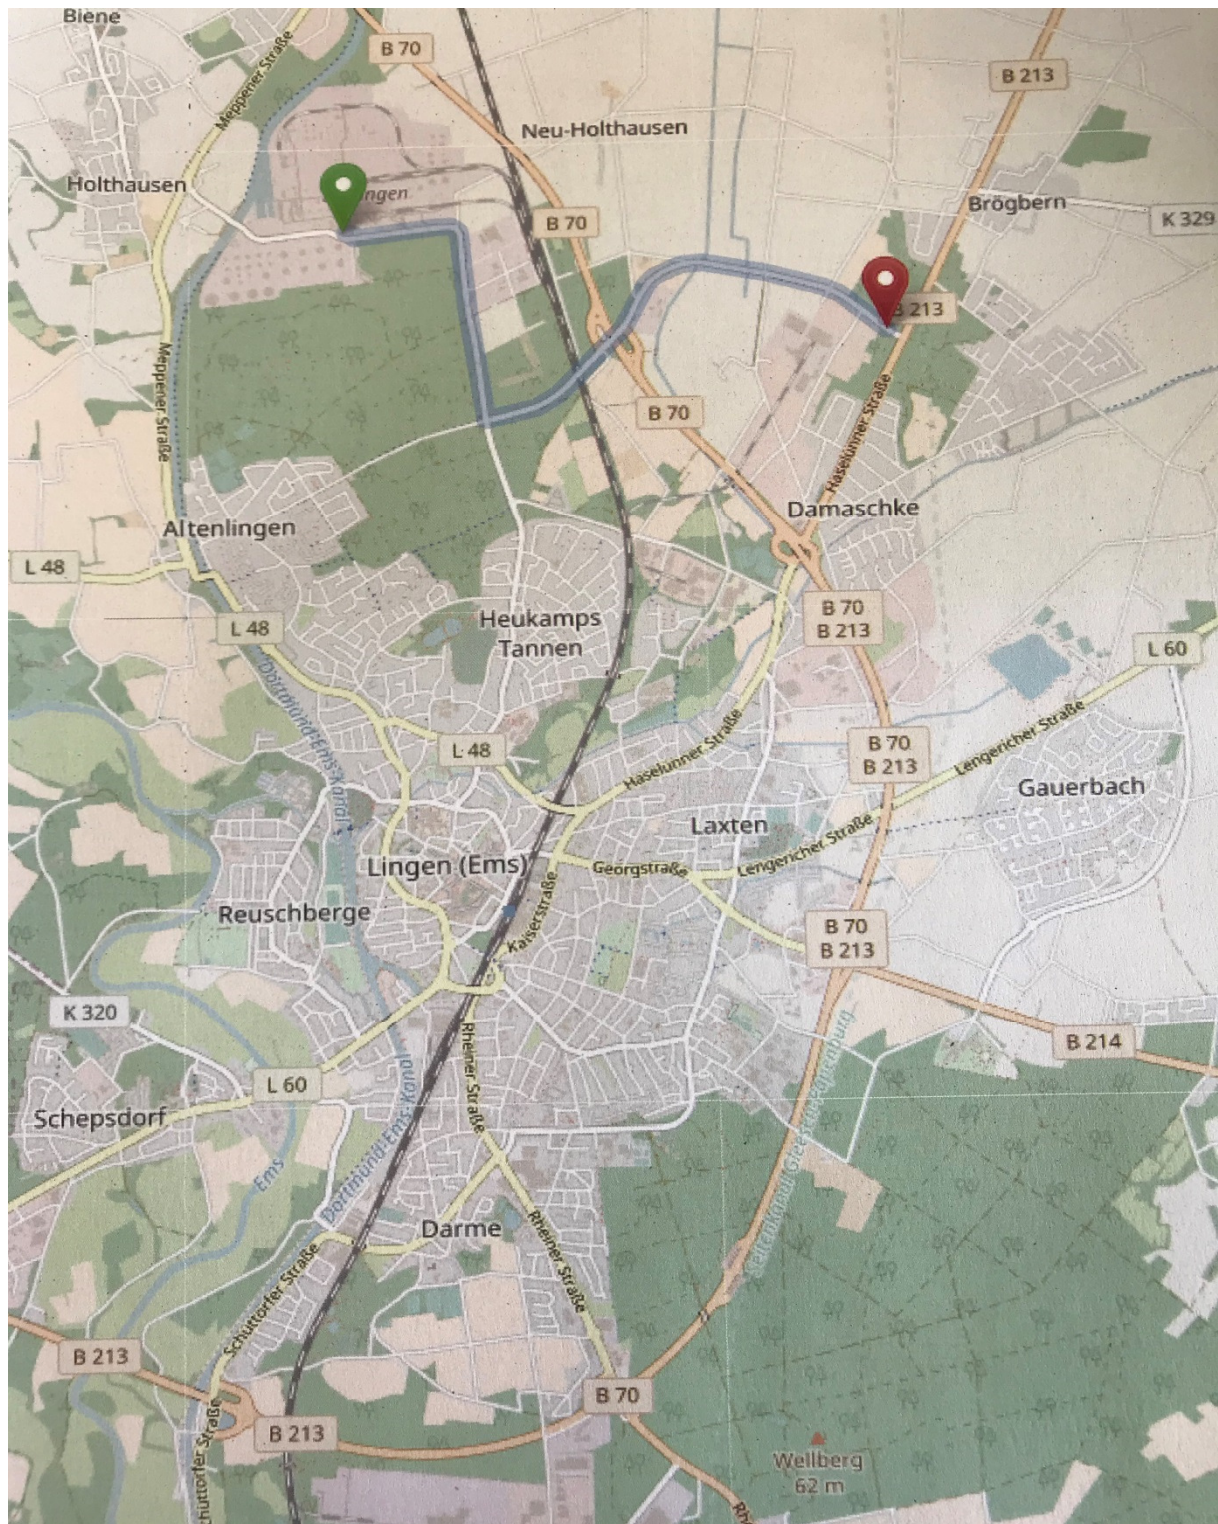 Biene
B 70
Meppener Straße
B 213
Neu-Holthausen
Holthausen
ngen
Brögbern
K 329
B 70
B 213
Meppener Straße
B 70
Haselünner Straße
Damaschke
Altenlingen
L 48
B 70
B 213
L 48
Heukamps
Tannen
L 60
Dortmund-Ems-Kanal
L 48
Haselünner Straße
B 70
B 213
Lengericher Straße
Gauerbach
Laxten
Lingen (Ems)
Georgstraße
Lengericher Straße
Reuschberge
Kaiserstraße
B 70
B 213
K 320
B 214
Rheiner Straße
L 60
Schepsdorf
Dortmund-Ems-Kanal
Ems
Darme
Rheiner Straße
Schüttorfer Straße
B 213
B 70
B 213
Schüttorfer Straße
Wellberg
62 m